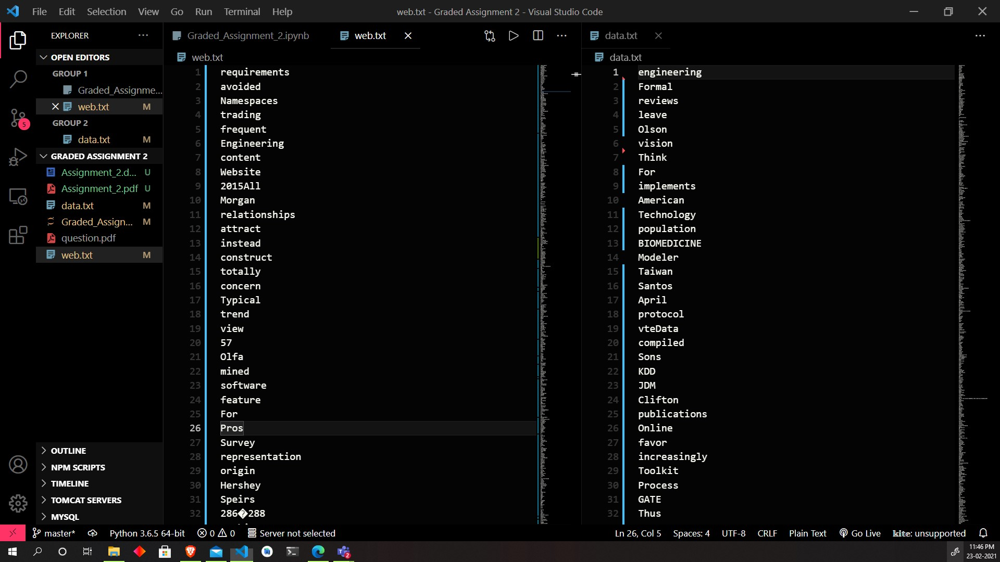 File Edit Selection View Go Run Terminal Help
web.txt - Graded Assignment 2 - Visual Studio Code
EXPLORER
OPEN EDITORS
GROUP 1
Graded_Assignme...
web.txt M
GROUP 2
data.txt M
GRADED ASSIGNMENT 2
Assignment_2.d... U
Assignment_2.pdf U
data.txt M
Graded_Assign... M
question.pdf
web.txt M
OUTLINE
NPM SCRIPTS
TIMELINE
TOMCAT SERVERS
MYSQL
5
Graded_Assignment_2.ipynb
web.txt
web.txt
1 requirements
2 avoided
3 Namespaces
4 trading
5 frequent
6 Engineering
7 content
8 Website
9 2015All
10 Morgan
11 relationships
12 attract
13 instead
14 construct
15 totally
16 concern
17 Typical
18 trend
19 view
20 57
21 Olfa
22 mined
23 software
24 feature
25 For
26 Pros
27 Survey
28 representation
29 origin
30 Hershey
31 Speirs
32 286�288
data.txt
data.txt
1 engineering
2 Formal
3 reviews
4 leave
5 Olson
6 vision
7 Think
8 For
9 implements
10 American
11 Technology
12 population
13 BIOMEDICINE
14 Modeler
15 Taiwan
16 Santos
17 April
18 protocol
19 vteData
20 compiled
21 Sons
22 KDD
23 JDM
24 Clifton
25 publications
26 Online
27 favor
28 increasingly
29 Toolkit
30 Process
31 GATE
32 Thus
master* Python 3.6.5 64-bit 0 0 Server not selected Ln 26, Col 5 Spaces: 4 UTF-8 CRLF Plain Text Go Live kite: unsupported
2
11:46 PM
23-02-2021